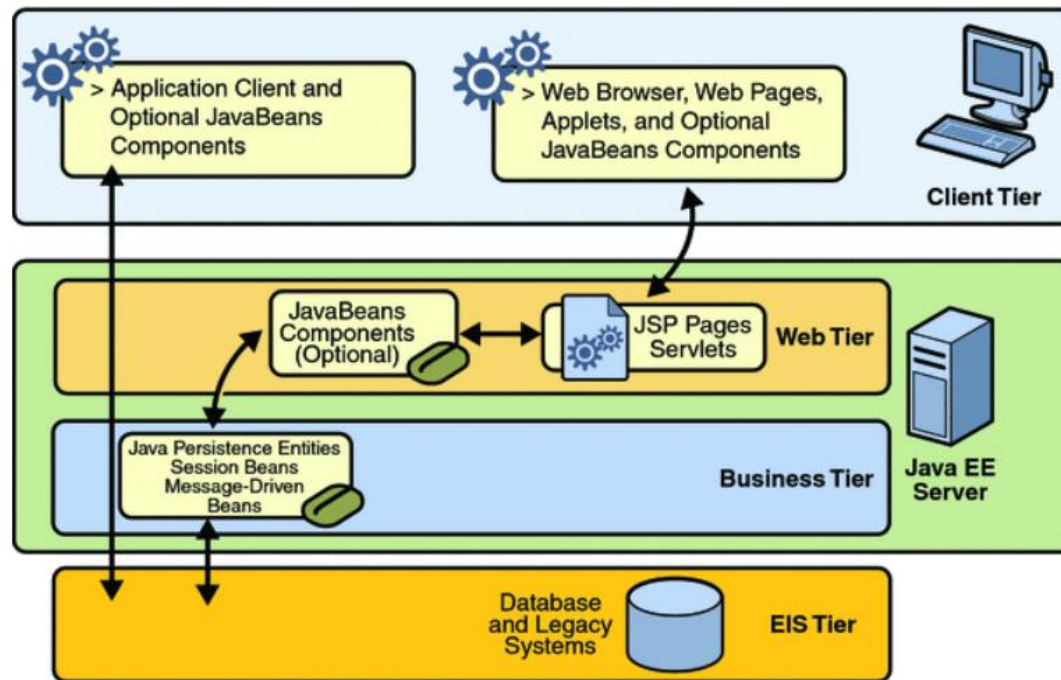 > Application Client and
Optional JavaBeans
Components
> Web Browser, Web Pages,
Applets, and Optional
JavaBeans Components
Client Tier
JavaBeans
Components
(Optional)
JSP Pages
Servlets
Web Tier
Java Persistence Entities
Session Beans
Message-Driven
Beans
Business Tier
Java EE
Server
Database
and Legacy
Systems
EIS Tier